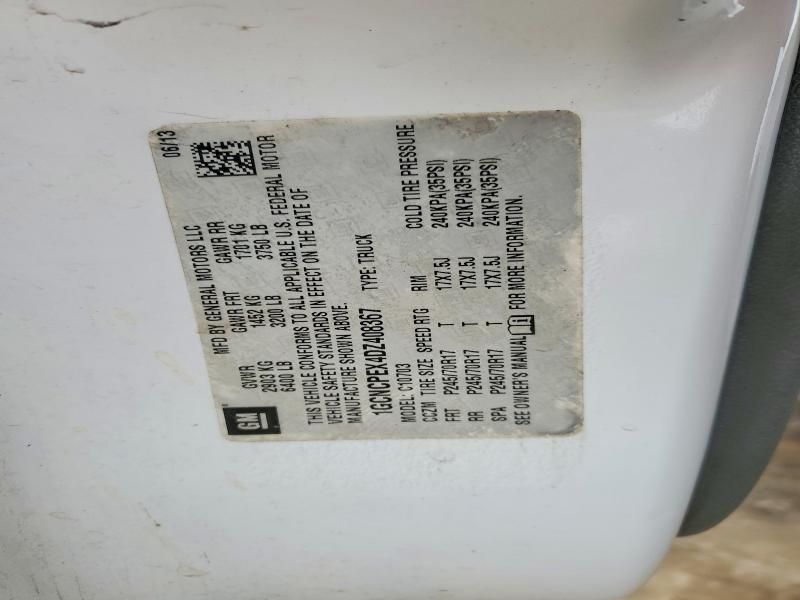 GM
MFD BY GENERAL MOTORS LLC 06/13
GVWR GAWR FRT GAWR RR
2903 KG 1452 KG 1701 KG
6400 LB 3200 LB 3750 LB
THIS VEHICLE CONFORMS TO ALL APPLICABLE U.S. FEDERAL MOTOR
VEHICLE SAFETY STANDARDS IN EFFECT ON THE DATE OF
MANUFACTURE SHOWN ABOVE.
1GCNCPEX4DZ408367 TYPE: TRUCK
MODEL: C10703
CCZM TIRE SIZE SPEED RTG RIM COLD TIRE PRESSURE
FRT P245/70R17 T 17X7.5J 240KPA(35PSI)
RR P245/70R17 T 17X7.5J 240KPA(35PSI)
SPA P245/70R17 T 17X7.5J 240KPA(35PSI)
SEE OWNER'S MANUAL FOR MORE INFORMATION.